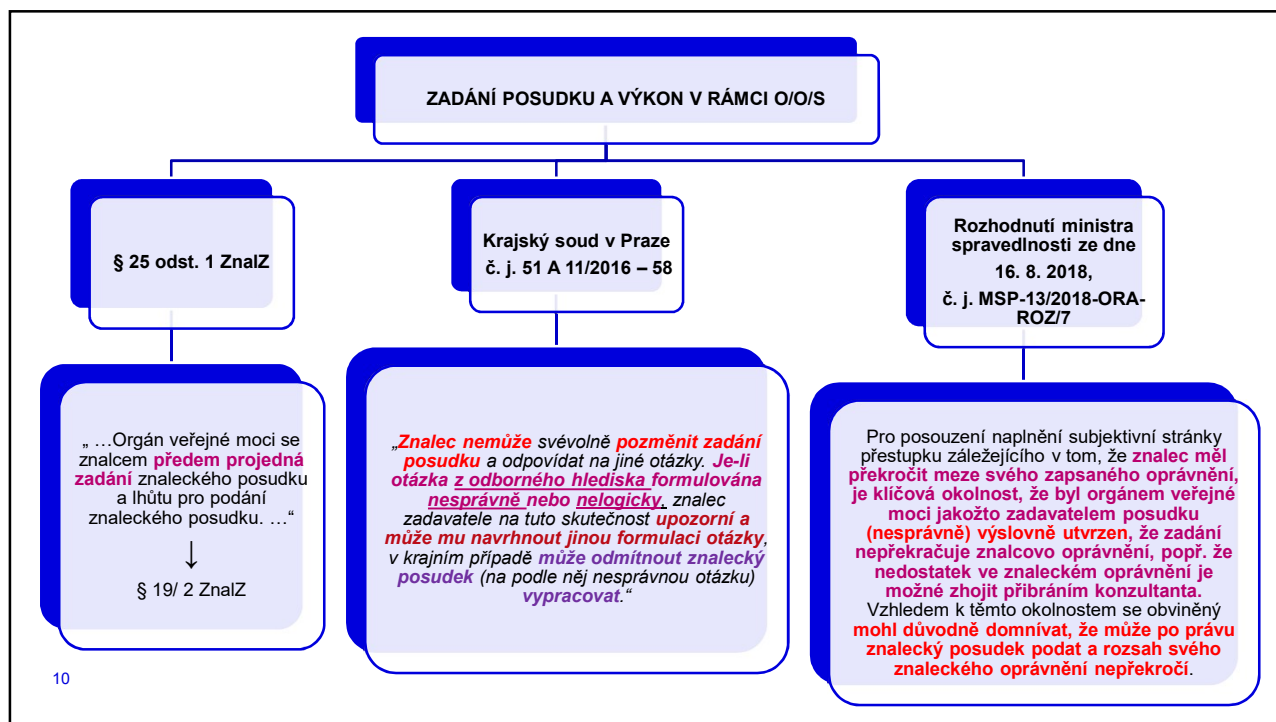 ZADÁNÍ POSUDKU A VÝKON V RÁMCI O/O/S
§ 25 odst. 1 ZnalZ
„ …Orgán veřejné moci se
znalcem předem projedná
zadání znaleckého posudku
a lhůtu pro podání
znaleckého posudku. …“
↓
§ 19/ 2 ZnalZ
Krajský soud v Praze
č. j. 51 A 11/2016 – 58
„Znalec nemůže svévolně pozměnit zadání
posudku a odpovídat na jiné otázky. Je-li
otázka z odborného hlediska formulována
nesprávně nebo nelogicky, znalec
zadavatele na tuto skutečnost upozorní a
může mu navrhnout jinou formulaci otázky,
v krajním případě může odmítnout znalecký
posudek (na podle něj nesprávnou otázku)
vypracovat.“
Rozhodnutí ministra
spravedlnosti ze dne
16. 8. 2018,
č. j. MSP-13/2018-ORA-
ROZ/7
Pro posouzení naplnění subjektivní stránky
přestupku záležejícího v tom, že znalec měl
překročit meze svého zapsaného oprávnění,
je klíčová okolnost, že byl orgánem veřejné
moci jakožto zadavatelem posudku
(nesprávně) výslovně utvrzen, že zadání
nepřekračuje znalcovo oprávnění, popř. že
nedostatek ve znaleckém oprávnění je
možné zhojit přibráním konzultanta.
Vzhledem k těmto okolnostem se obviněný
mohl důvodně domnívat, že může po právu
znalecký posudek podat a rozsah svého
znaleckého oprávnění nepřekročí.
10